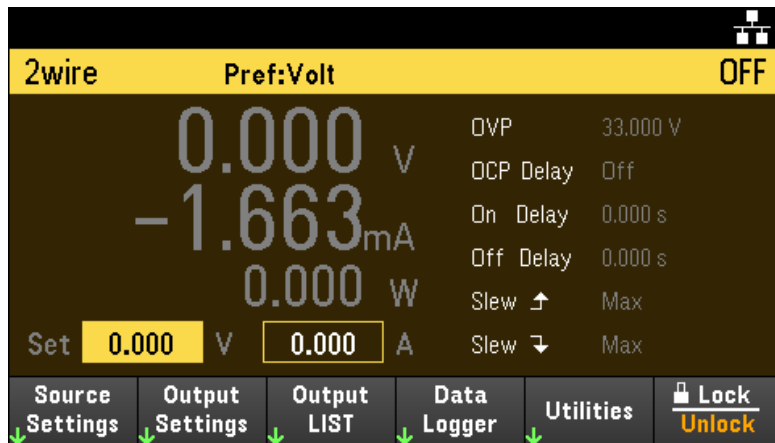 2wire Pref:Volt OFF
0.000 V
-1.663 mA
0.000 W
Set 0.000 V 0.000 A
OVP 33.000 V
OCP Delay Off
On Delay 0.000 s
Off Delay 0.000 s
Slew Max
Slew Max
Source Settings
Output Settings
Output LIST
Data Logger
Utilities
Lock
Unlock